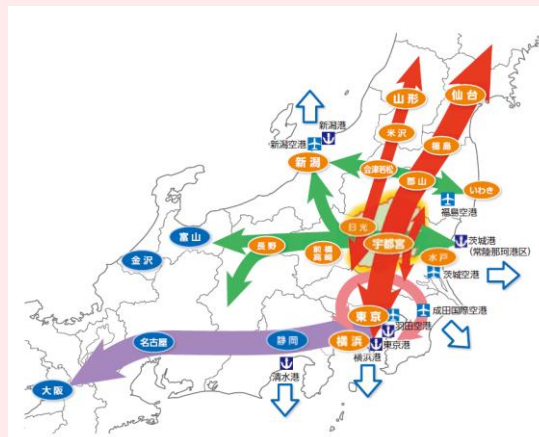 山形
仙台
米沢
福島
新潟港
新潟空港
新潟
会津若松
郡山
いわき
福島空港
日光
宇都宮
富山
長野
前橋
高崎
水戸
茨城港
(常陸那珂港区)
金沢
茨城空港
成田国際空港
東京
羽田空港
東京港
横浜
横浜港
名古屋
静岡
清水港
大阪